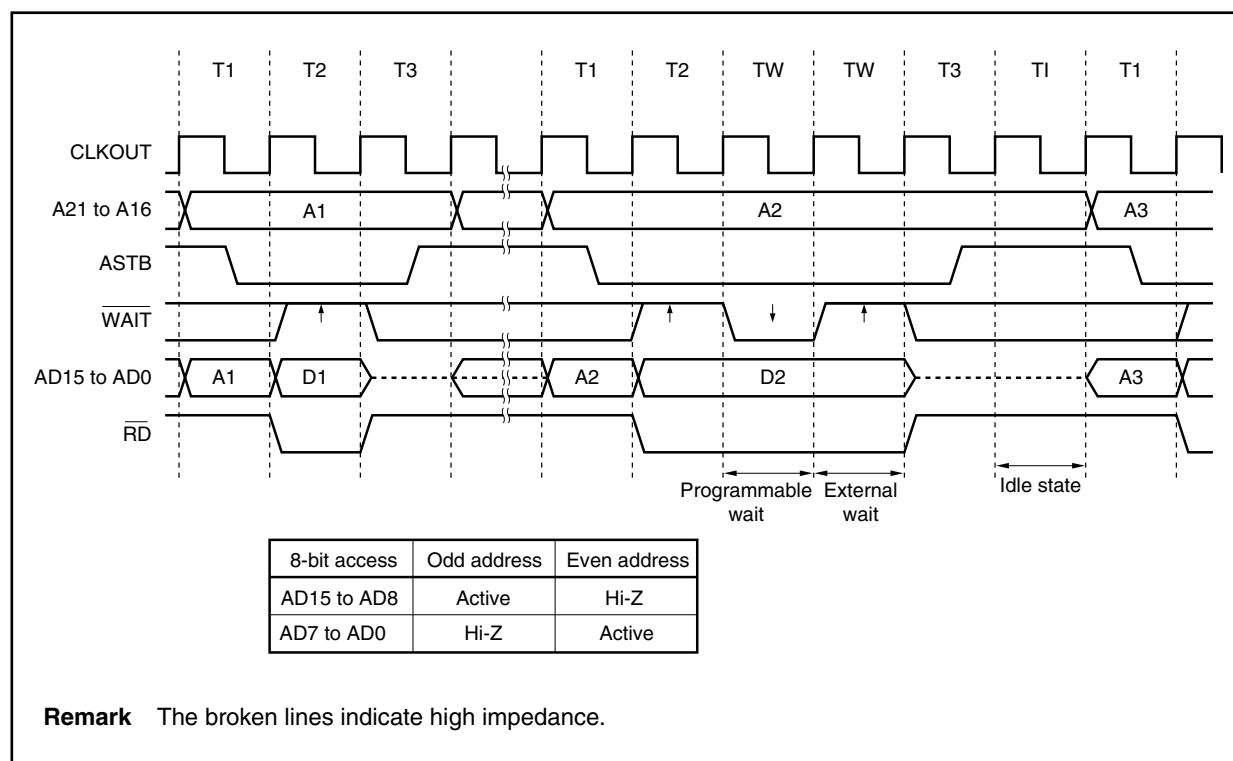 T1 T2 T3 T1 T2 TW TW T3 TI T1
CLKOUT
A21 to A16 A1 A2 A3
ASTB
WAIT
AD15 to AD0 A1 D1 A2 D2 A3
RD
Programmable wait
External wait
Idle state
8-bit access Odd address Even address
AD15 to AD8 Active Hi-Z
AD7 to AD0 Hi-Z Active
Remark The broken lines indicate high impedance.